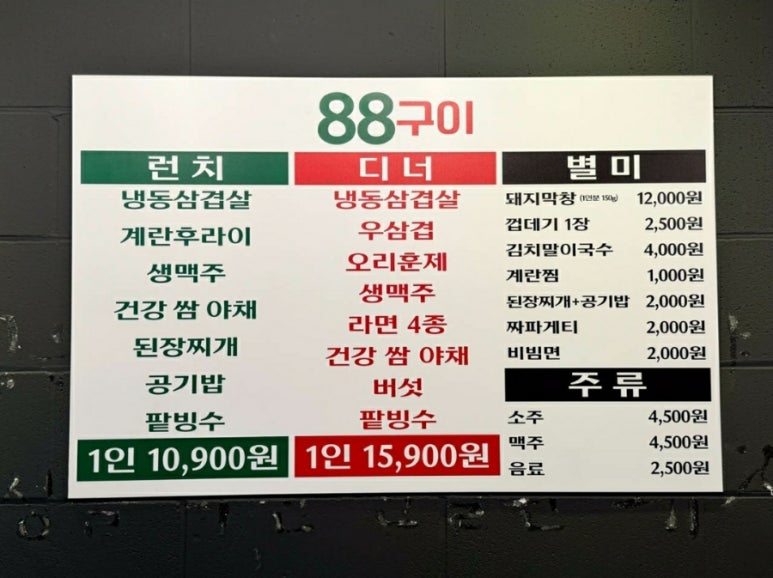 88구이
런치
냉동삼겹살
계란후라이
생맥주
건강 쌈 야채
된장찌개
공기밥
팥빙수
1인 10,900원
디너
냉동삼겹살
우삼겹
오리훈제
생맥주
라면 4종
건강 쌈 야채
버섯
팥빙수
1인 15,900원
별미
돼지막창 (1인분 150g) 12,000원
껍데기 1장 2,500원
김치말이국수 4,000원
계란찜 1,000원
된장찌개+공기밥 2,000원
짜파게티 2,000원
비빔면 2,000원
주류
소주 4,500원
맥주 4,500원
음료 2,500원